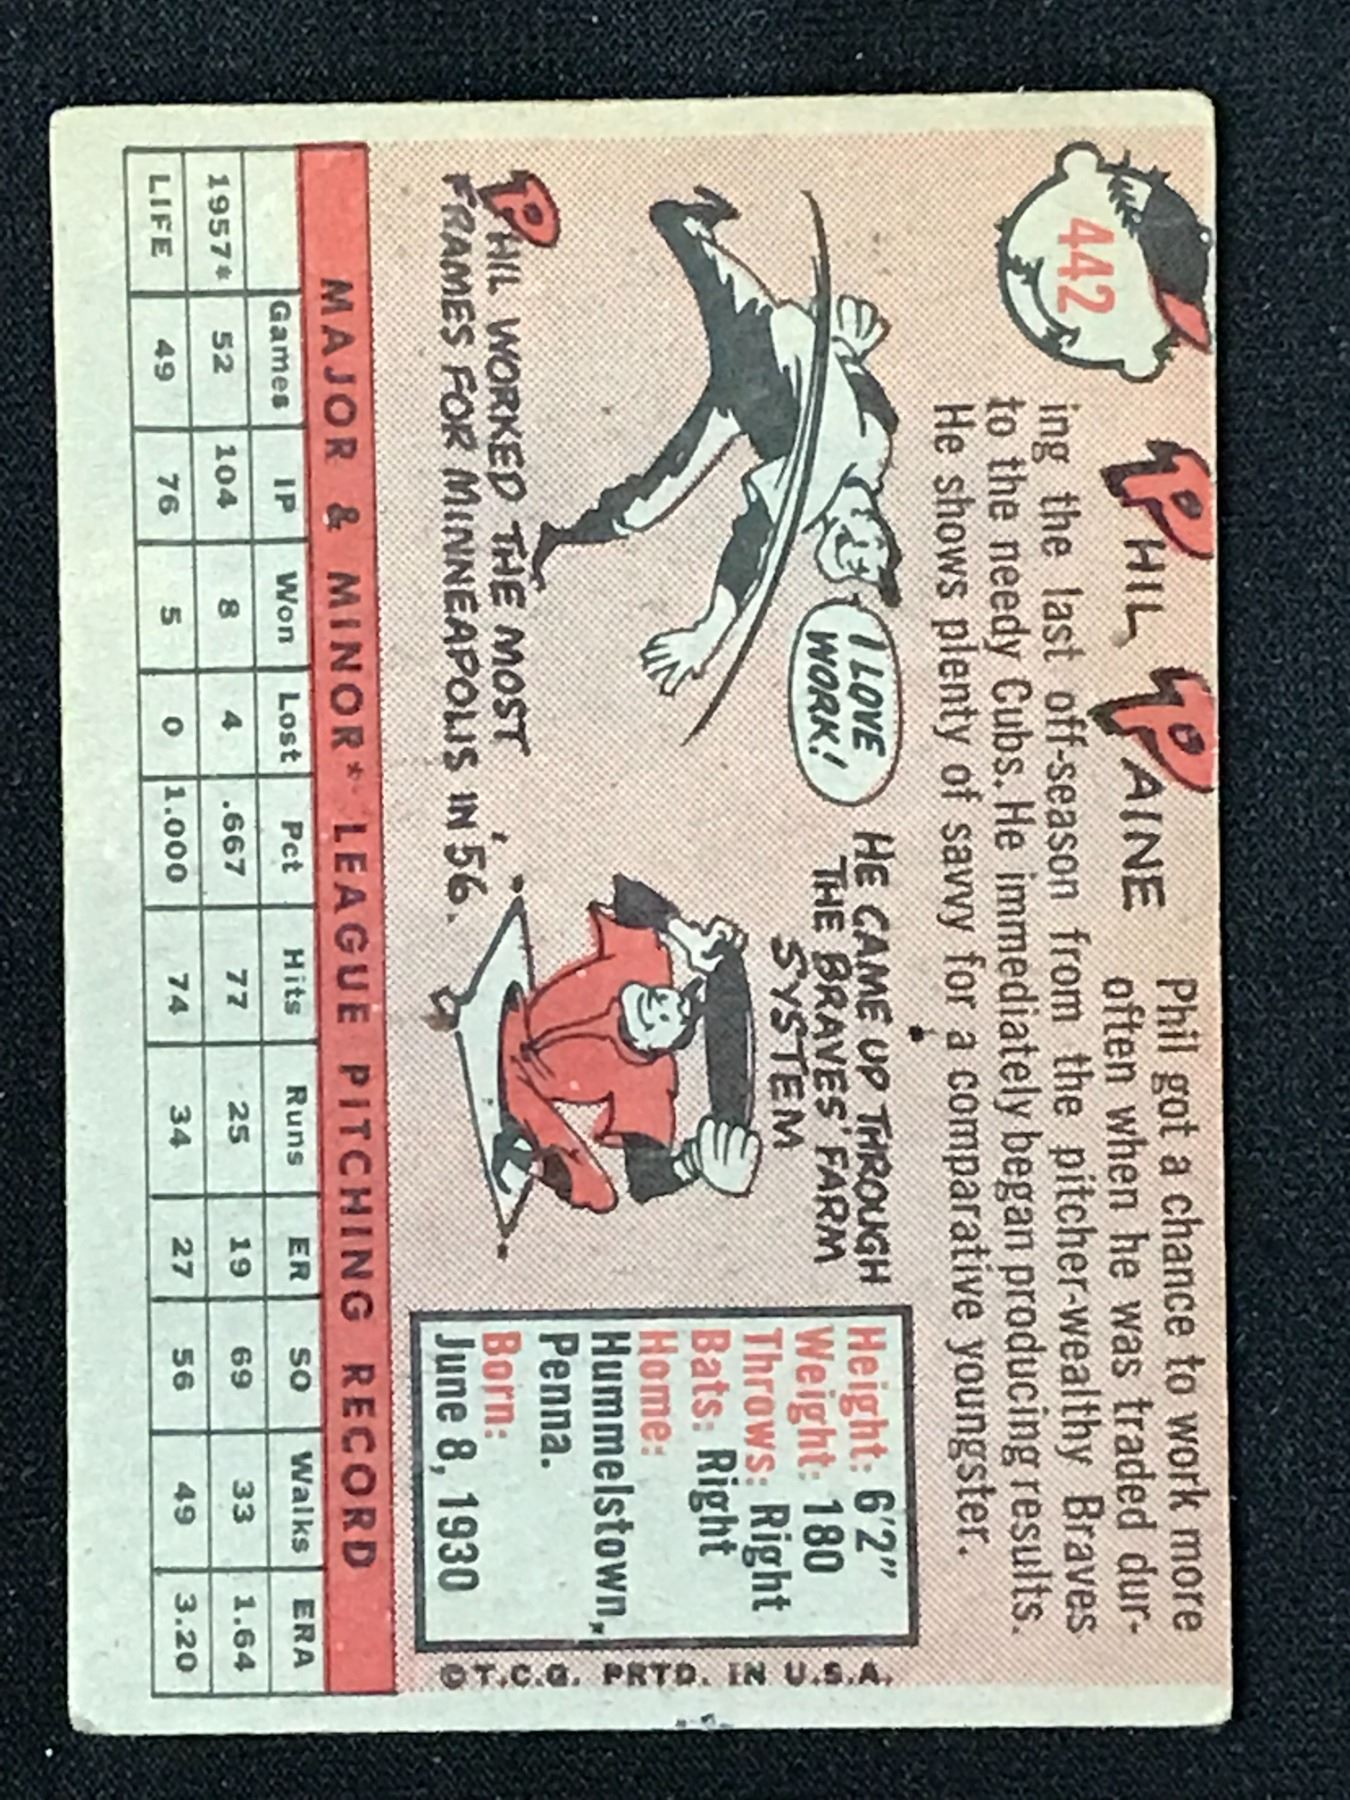 442
PHIL PAINE
Phil got a chance to work more
often when he was traded dur-
ing the last off-season from the pitcher-wealthy Braves
to the needy Cubs. He immediately began producing results.
He shows plenty of savvy for a comparative youngster.
I LOVE
WORK!
PHIL WORKED THE MOST
FRAMES FOR MINNEAPOLIS IN '56.
HE CAME UP THROUGH
THE BRAVES' FARM
SYSTEM
Height: 6'2"
Weight: 180
Throws: Right
Bats: Right
Home:
Hummelstown,
Penna.
Born:
June 8, 1930
©T.C.G. PRTD. IN U.S.A.
MAJOR & MINOR* LEAGUE PITCHING RECORD
Games IP Won Lost Pct Hits Runs ER SO Walks ERA
1957* 52 104 8 4 .667 77 25 19 69 33 1.64
LIFE 49 76 5 0 1.000 74 34 27 56 49 3.20